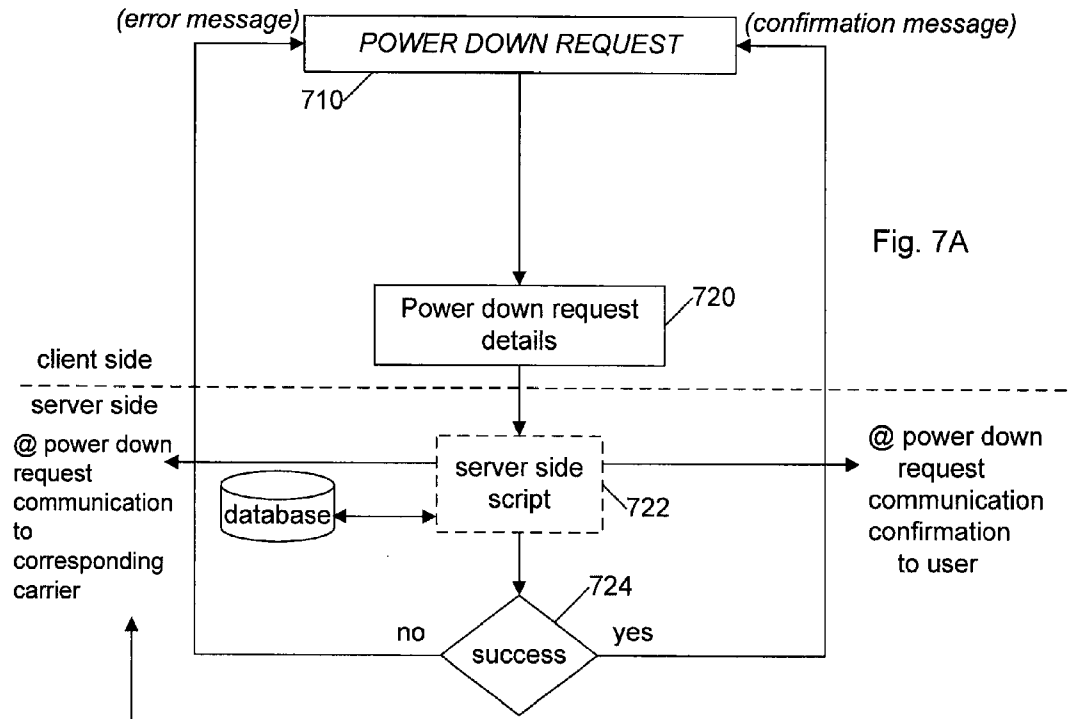 (error message)
(confirmation message)
POWER DOWN REQUEST
710
Fig. 7A
720
Power down request
details
client side
server side
@ power down
request
communication
to
corresponding
carrier
server side
script
722
database
@ power down
request
communication
confirmation
to user
724
no
success
yes